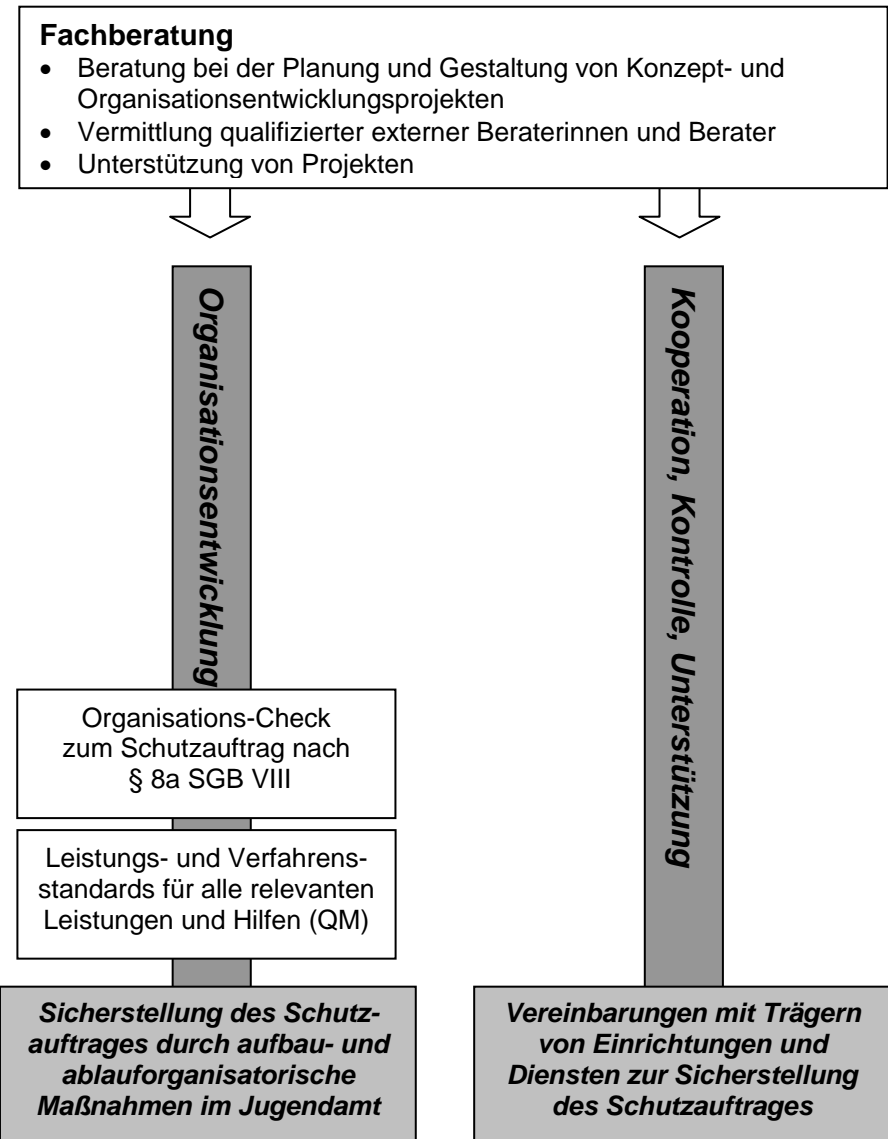 Fachberatung
• Beratung bei der Planung und Gestaltung von Konzept- und
Organisationsentwicklungsprojekten
• Vermittlung qualifizierter externer Beraterinnen und Berater
• Unterstützung von Projekten
Organisationsentwicklung
Organisations-Check
zum Schutzauftrag nach
§ 8a SGB VIII
Leistungs- und Verfahrens-
standards für alle relevanten
Leistungen und Hilfen (QM)
Sicherstellung des Schutz-
auftrages durch aufbau- und
ablauforganisatorische
Maßnahmen im Jugendamt
Kooperation, Kontrolle, Unterstützung
Vereinbarungen mit Trägern
von Einrichtungen und
Diensten zur Sicherstellung
des Schutzauftrages